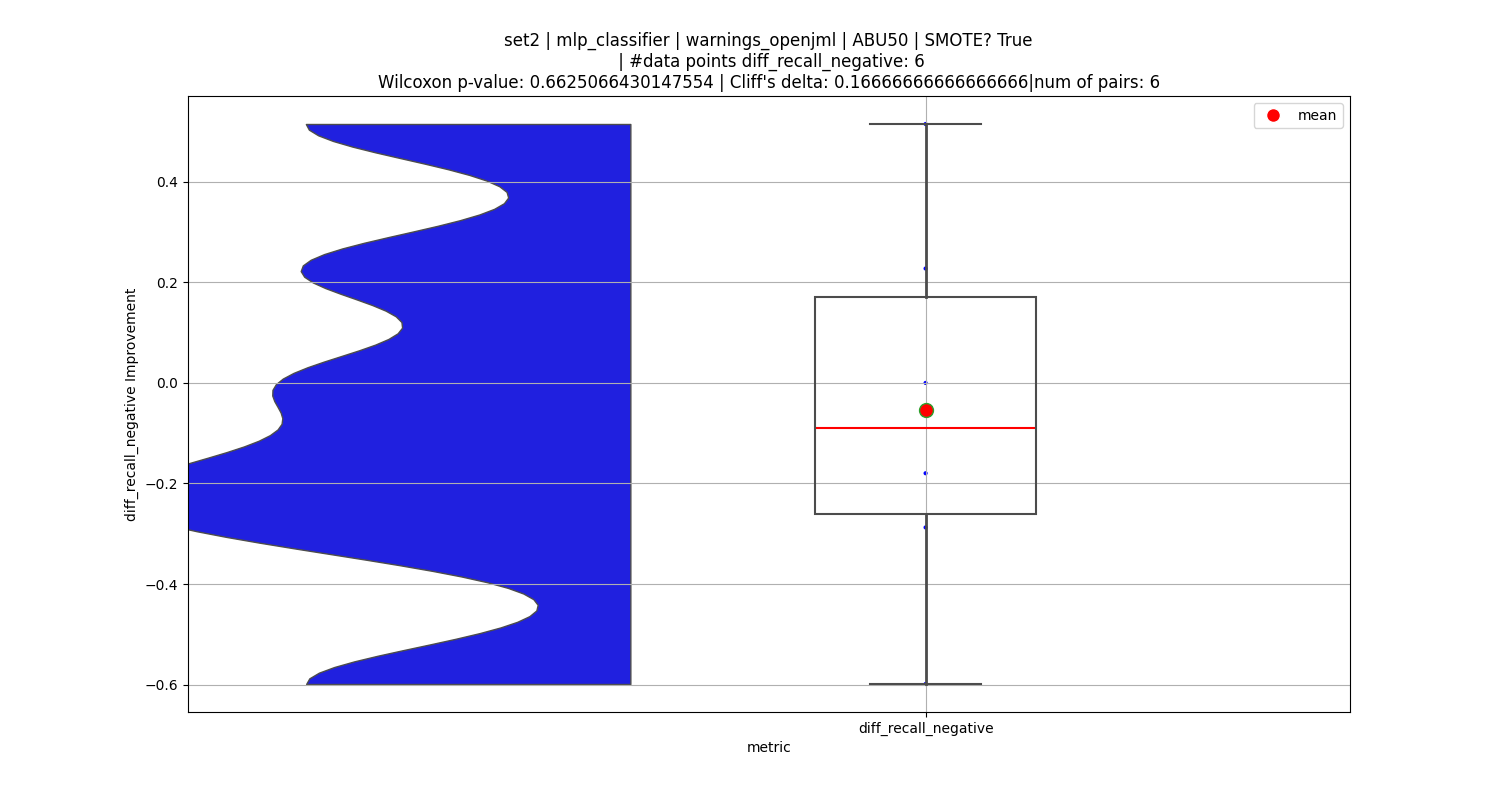 set2 | mlp_classifier | warnings_openjml | ABU50 | SMOTE? True
| #data points diff_recall_negative: 6
Wilcoxon p-value: 0.6625066430147554 | Cliff's delta: 0.16666666666666666|num of pairs: 6
mean
0.4
0.2
0.0
−0.2
−0.4
−0.6
diff_recall_negative Improvement
diff_recall_negative
metric